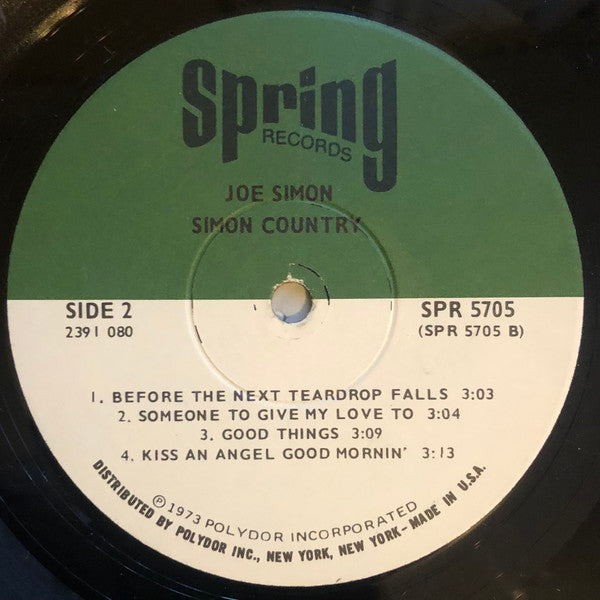 Spring
RECORDS
JOE SIMON
SIMON COUNTRY
SIDE 2
2391 080
SPR 5705
(SPR 5705 B)
1. BEFORE THE NEXT TEARDROP FALLS 3:03
2. SOMEONE TO GIVE MY LOVE TO 3:04
3. GOOD THINGS 3:09
4. KISS AN ANGEL GOOD MORNIN' 3:13
Ⓟ 1973 POLYDOR INCORPORATED
DISTRIBUTED BY POLYDOR INC., NEW YORK, NEW YORK—MADE IN U.S.A.